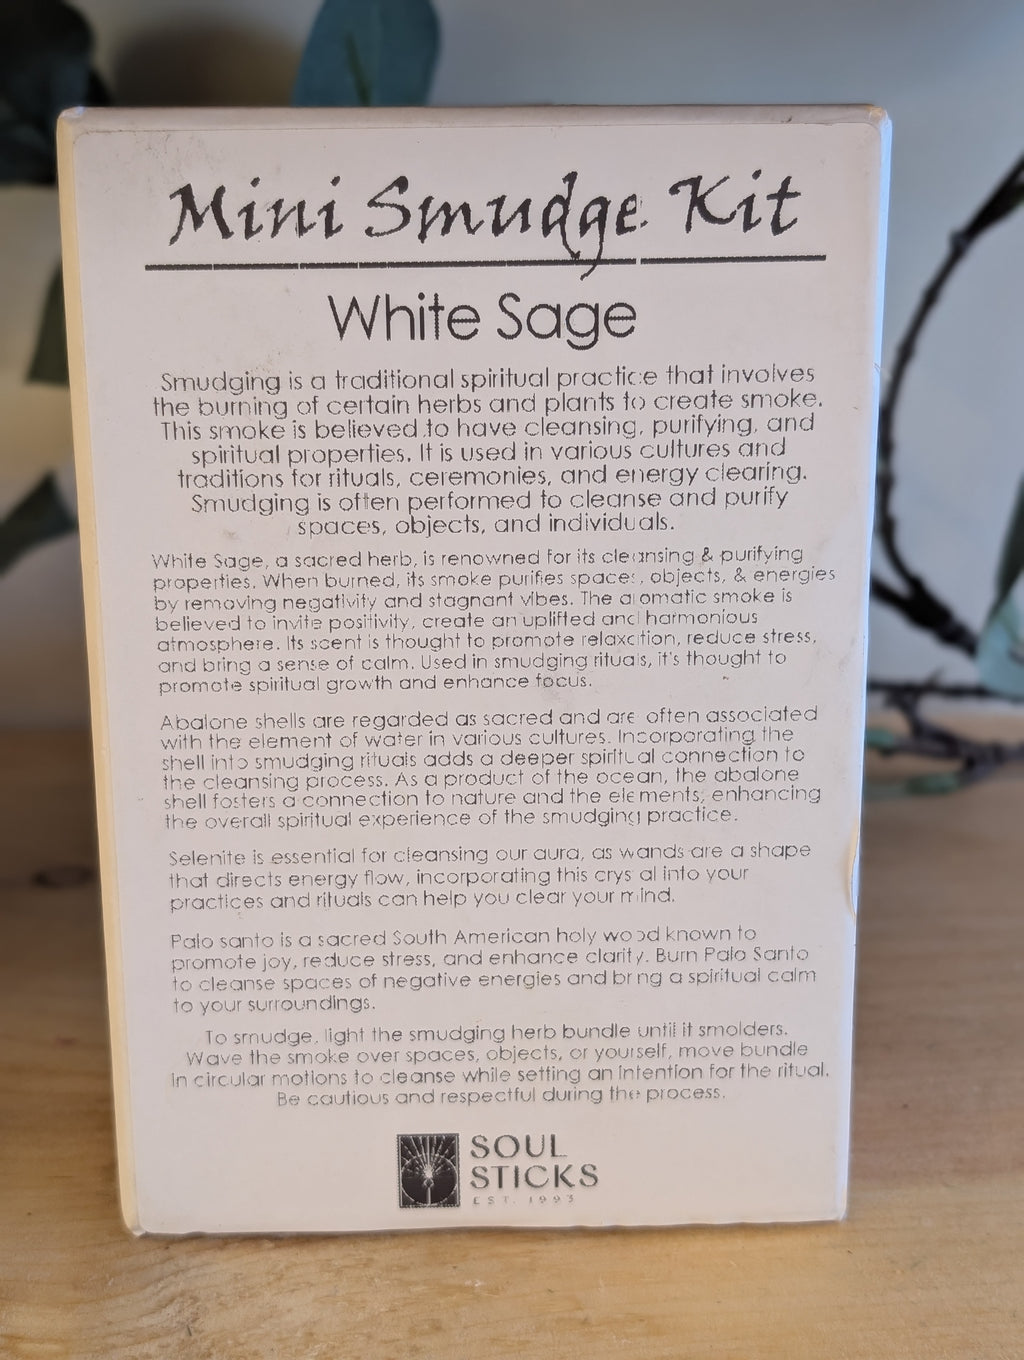 Mini Smudge Kit
White Sage
Smudging is a traditional spiritual practice that involves
the burning of certain herbs and plants to create smoke.
This smoke is believed to have cleansing, purifying, and
spiritual properties. It is used in various cultures and
traditions for rituals, ceremonies, and energy clearing.
Smudging is often performed to cleanse and purify
spaces, objects, and individuals.
White Sage, a sacred herb, is renowned for its cleansing & purifying
properties. When burned, its smoke purifies spaces, objects, & energies
by removing negativity and stagnant vibes. The aromatic smoke is
believed to invite positivity, create an uplifted and harmonious
atmosphere. Its scent is thought to promote relaxation, reduce stress,
and bring a sense of calm. Used in smudging rituals, it's thought to
promote spiritual growth and enhance focus.
Abalone shells are regarded as sacred and are often associated
with the element of water in various cultures. Incorporating the
shell into smudging rituals adds a deeper spiritual connection to
the cleansing process. As a product of the ocean, the abalone
shell fosters a connection to nature and the elements, enhancing
the overall spiritual experience of the smudging practice.
Selenite is essential for cleansing our aura, as wands are a shape
that directs energy flow, incorporating this crystal into your
practices and rituals can help you clear your mind.
Palo santo is a sacred South American holy wood known to
promote joy, reduce stress, and enhance clarity. Burn Palo Santo
to cleanse spaces of negative energies and bring a spiritual calm
to your surroundings.
To smudge, light the smudging herb bundle until it smolders.
Wave the smoke over spaces, objects, or yourself, move bundle
in circular motions to cleanse while setting an intention for the ritual.
Be cautious and respectful during the process.
SOUL
STICKS
EST. 1993